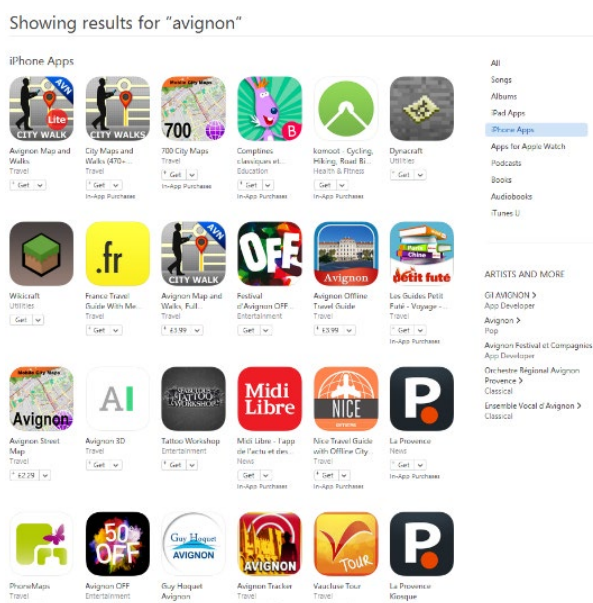 Showing results for “avignon”
iPhone Apps
AVN
Lite
CITY WALK
CITY WALKS
Mobile City Maps
700
B
Avignon Map and
Walks
Travel
+ Get
City Maps and
Walks (470+...
Travel
+ Get
In-App Purchases
700 City Maps
Travel
+ Get
In-App Purchases
Comptines
classiques et...
Education
+ Get
In-App Purchases
komoot - Cycling,
Hiking, Road Bi...
Health & Fitness
Get
In-App Purchases
Dynacraft
Utilities
+ Get
.fr
AVN
CITY WALK
OFF
Avignon
Chine
petit futé
Wikicraft
Utilities
Get
France Travel
Guide With Me...
Travel
+ Get
Avignon Map and
Walks, Full...
Travel
+ £3.99
Festival
d'Avignon OFF...
Entertainment
Get
Avignon Offline
Travel Guide
Travel
+ £3.99
Les Guides Petit
Futé - Voyage -...
Travel
+ Get
In-App Purchases
Mobile City Maps
Avignon
AI
FABULOUS
TATTOO
WORKSHOP
Midi
Libre
NICE
P.
Avignon Street
Map
Travel
+ £2.29
Avignon 3D
Travel
+ Get
Tattoo Workshop
Entertainment
+ Get
Midi Libre - l'app
de l'actu et des...
News
Get
In-App Purchases
Nice Travel Guide
with Offline City...
Travel
+ Get
In-App Purchases
La Provence
News
+ Get
In-App Purchases
50
OFF
Guy Hoquet
AVIGNON
AVIGNON
TOUR
P.
PhoneMaps
Travel
Avignon OFF
Entertainment
Guy Hoquet
Avignon
Avignon Tracker
Travel
Vaucluse Tour
Travel
La Provence
Kiosque
All
Songs
Albums
iPad Apps
iPhone Apps
Apps for Apple Watch
Podcasts
Books
Audiobooks
iTunes U
ARTISTS AND MORE
Gil AVIGNON >
App Developer
Avignon >
Pop
Avignon Festival et Compagnies
App Developer
Orchestre Régional Avignon
Provence >
Classical
Ensemble Vocal d'Avignon >
Classical